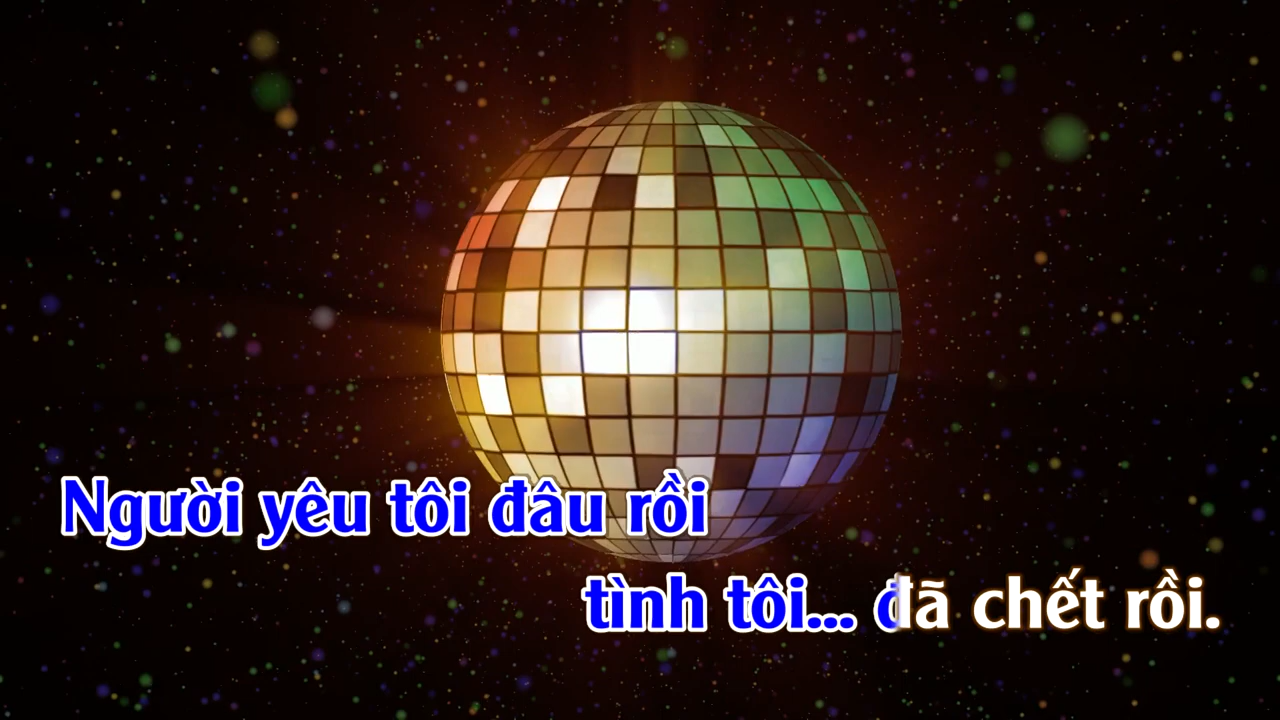 Người yêu tôi đâu rồi
tình tôi... đã chết rồi.